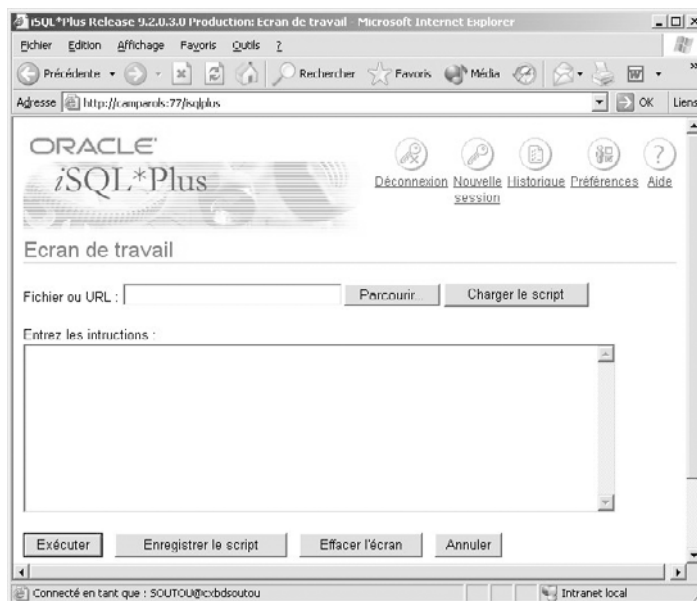 iSQL*Plus Release 9.2.0.3.0 Production: Ecran de travail - Microsoft Internet Explorer
Fichier Edition Affichage Favoris Outils ?
Précédente Rechercher Favoris Média
Adresse http://camparols:77/isqlplus OK Liens
ORACLE
iSQL*Plus
Déconnexion Nouvelle session Historique Préférences Aide
Ecran de travail
Fichier ou URL : Parcourir... Charger le script
Entrez les intructions :
Exécuter Enregistrer le script Effacer l'écran Annuler
Connecté en tant que : SOUTOU@cxbdsoutou Intranet local